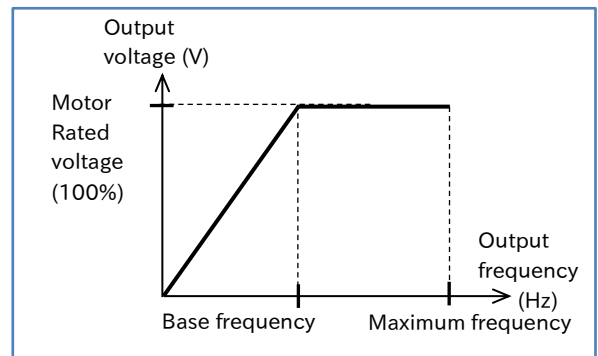 Output
voltage (V)
Motor
Rated
voltage
(100%)
Output
frequency
(Hz)
Base frequency
Maximum frequency